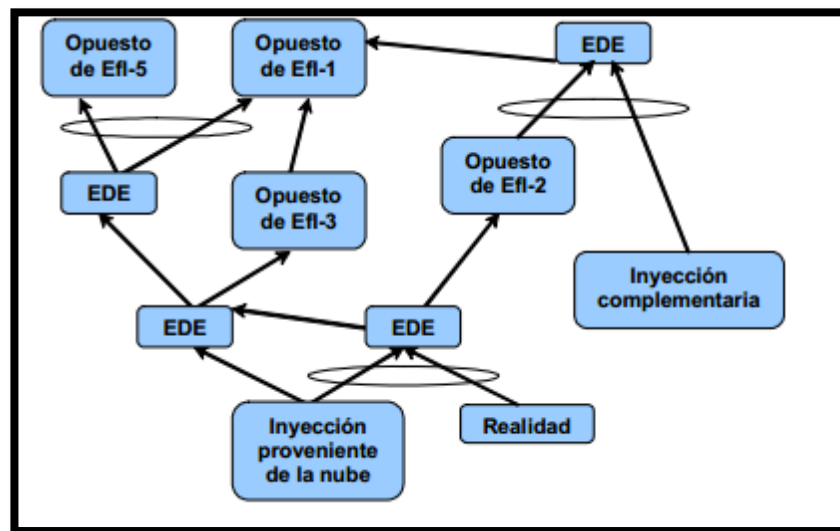 Opuesto
de Efl-5
Opuesto
de Efl-1
EDE
EDE
Opuesto
de Efl-3
Opuesto
de Efl-2
Inyección
complementaria
EDE
EDE
Inyección
proveniente
de la nube
Realidad